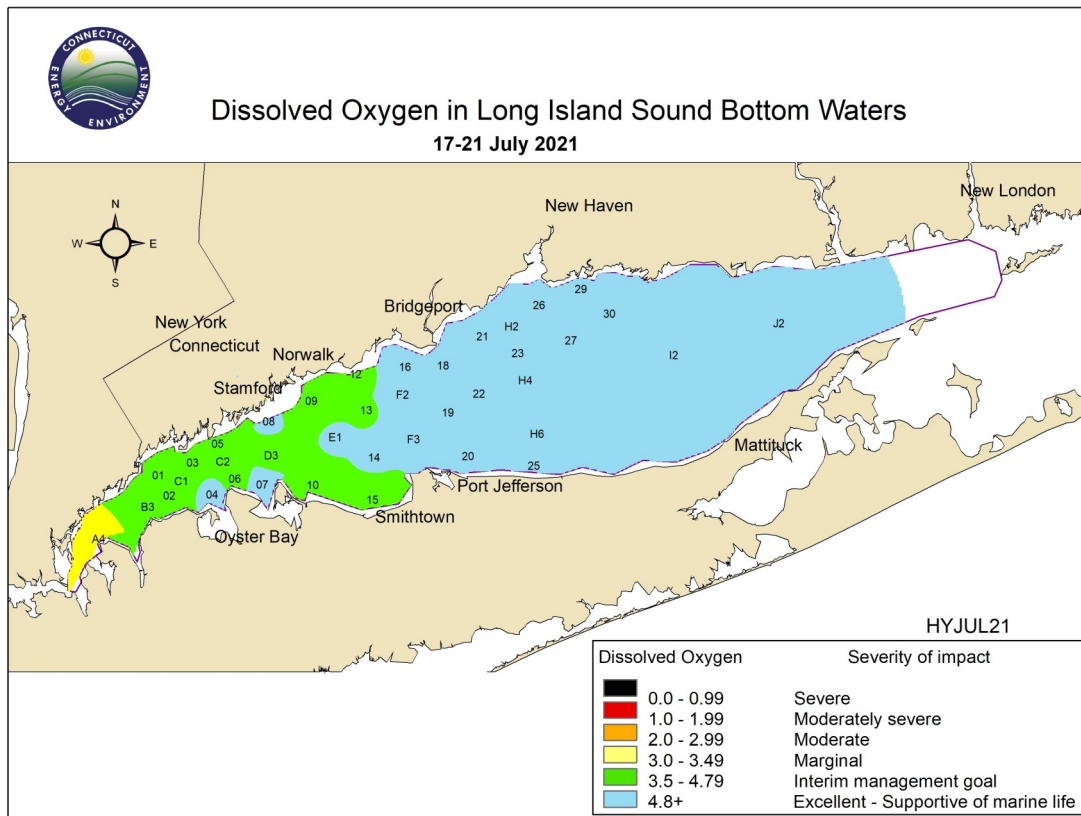 CONNECTICUT
ENERGY
ENVIRONMENT
Dissolved Oxygen in Long Island Sound Bottom Waters
17-21 July 2021
New London
New Haven
N
W E
S
29
26
30
Bridgeport
H2
J2
New York
21
27
Connecticut
23
I2
Norwalk
16
18
-12
H4
Stamford
F2
22
09
13
19
08
E1
F3
H6
05
Mattituck
D3
14
20
03
C2
25
01
C1
06
07
10
Port Jefferson
02
04
15
B3
Smithtown
A4
Oyster Bay
HYJUL21
Dissolved Oxygen Severity of impact
0.0 - 0.99 Severe
1.0 - 1.99 Moderately severe
2.0 - 2.99 Moderate
3.0 - 3.49 Marginal
3.5 - 4.79 Interim management goal
4.8+ Excellent - Supportive of marine life